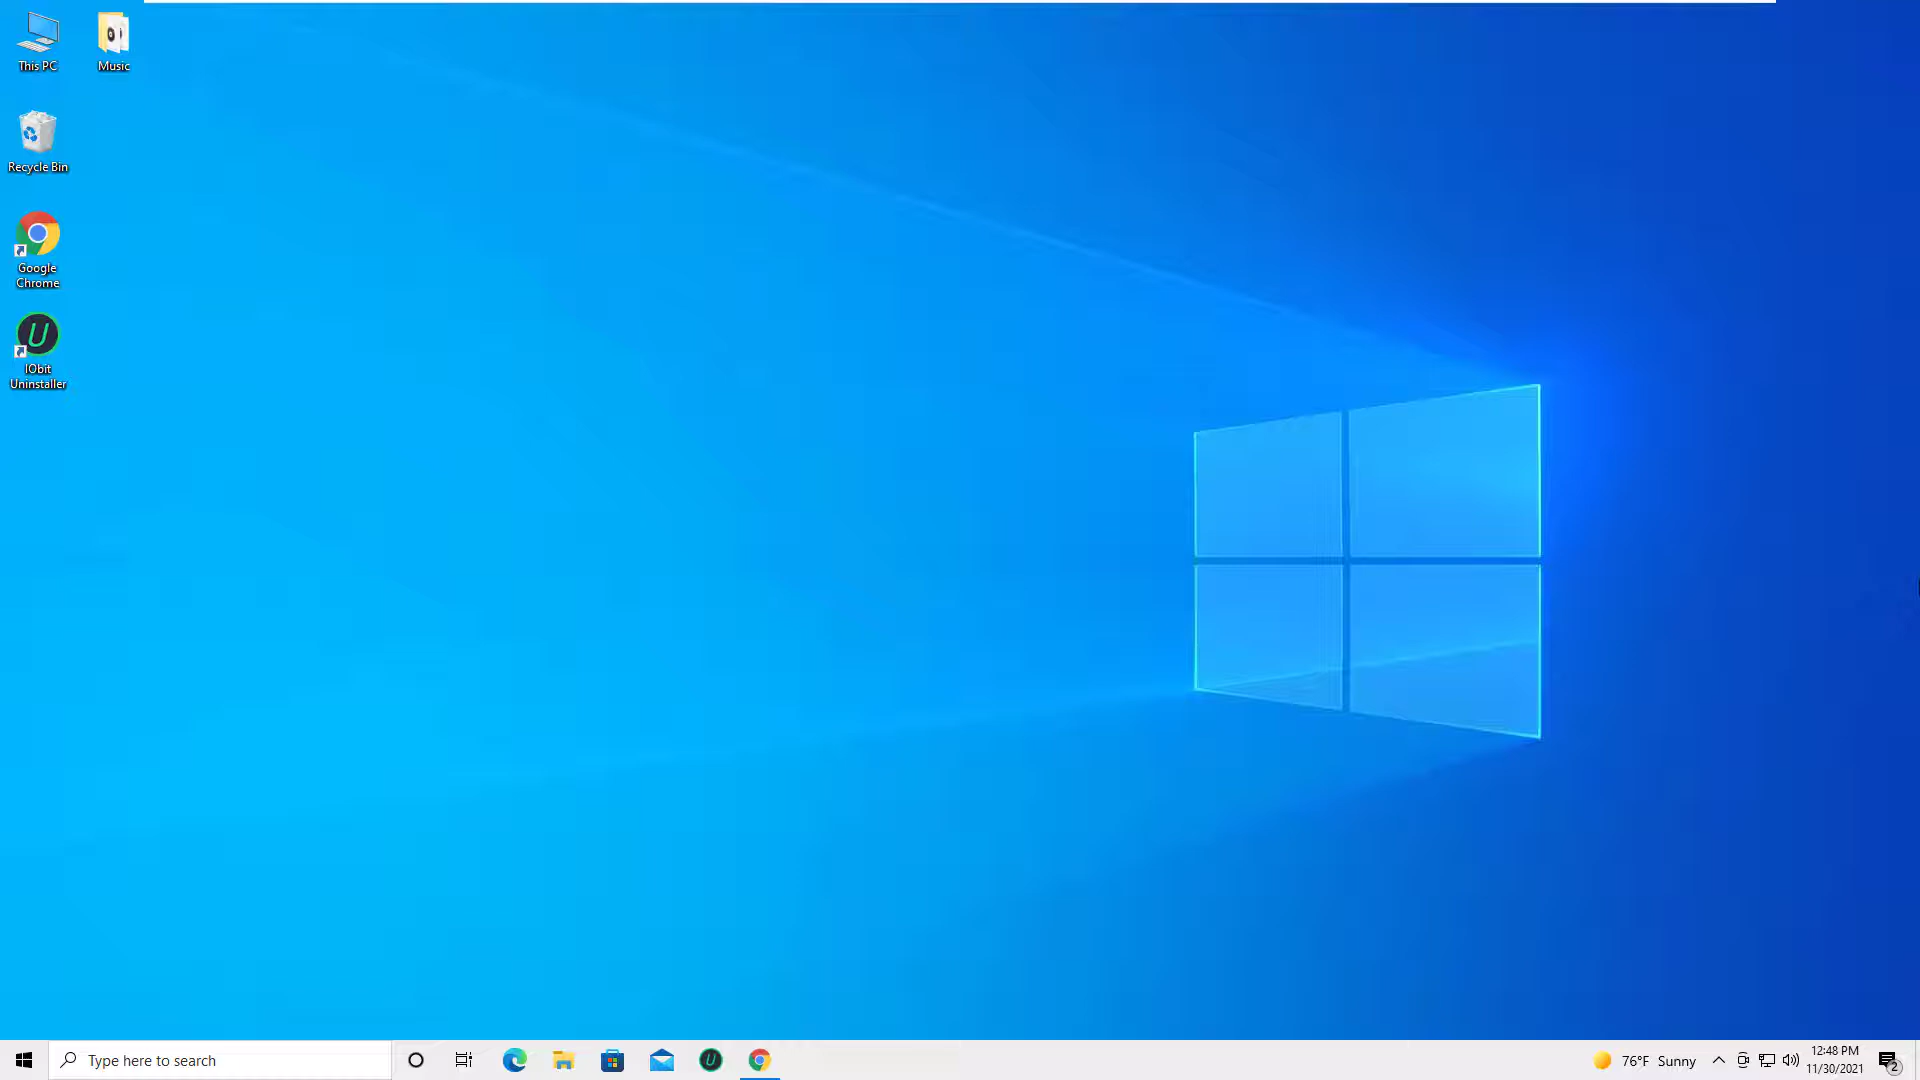 This PC
Music
Recycle Bin
Google
Chrome
U
IObit
Uninstaller
Type here to search
U
76°F Sunny
12:48 PM
11/30/2021
2